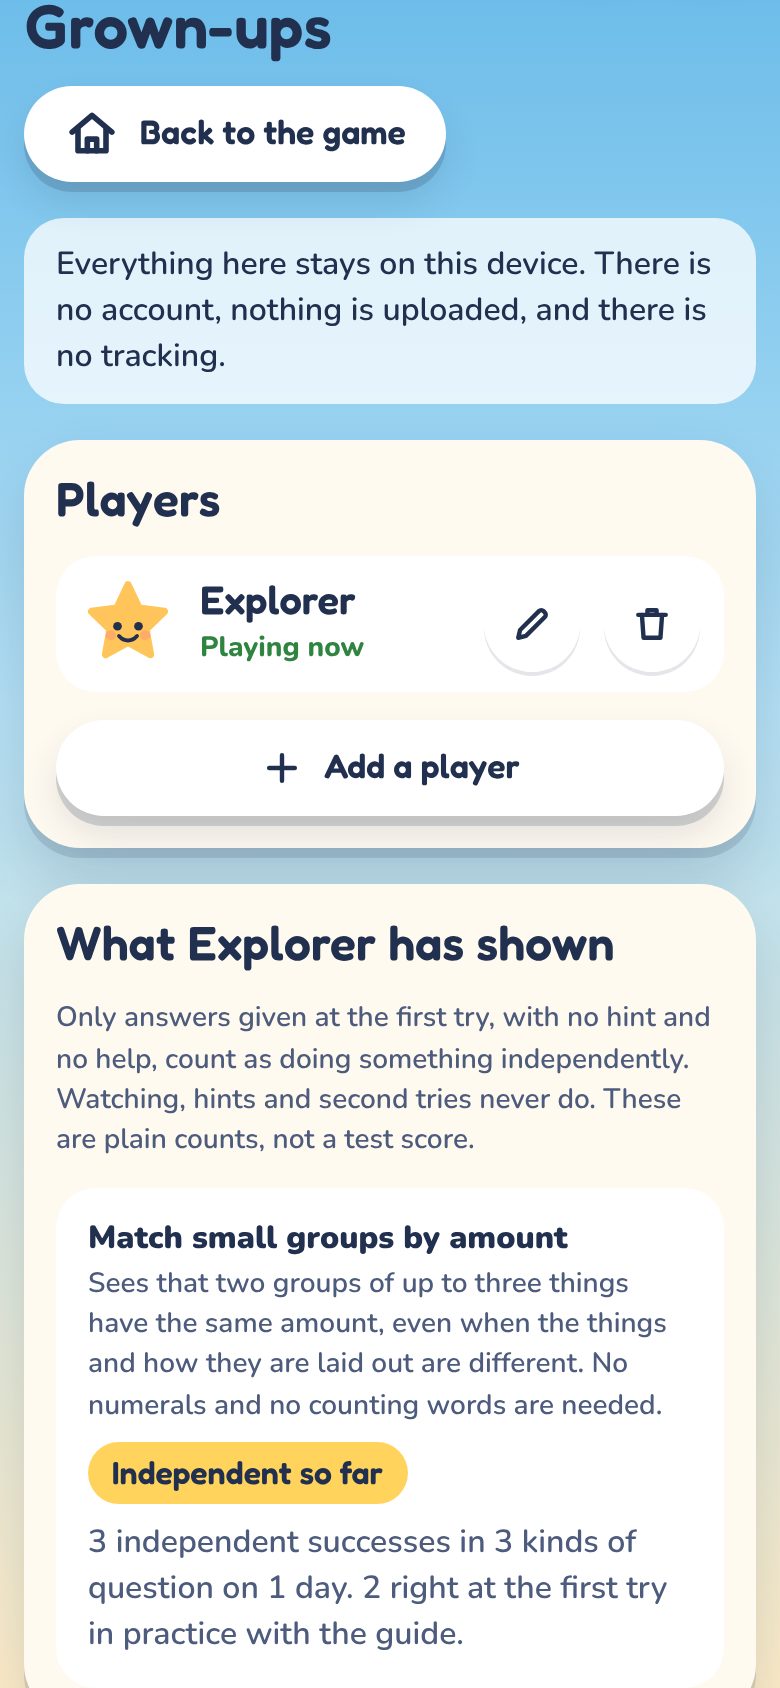 Grown-ups
Back to the game
Everything here stays on this device. There is
no account, nothing is uploaded, and there is
no tracking.
Players
Explorer
Playing now
Add a player
What Explorer has shown
Only answers given at the first try, with no hint and
no help, count as doing something independently.
Watching, hints and second tries never do. These
are plain counts, not a test score.
Match small groups by amount
Sees that two groups of up to three things
have the same amount, even when the things
and how they are laid out are different. No
numerals and no counting words are needed.
Independent so far
3 independent successes in 3 kinds of
question on 1 day. 2 right at the first try
in practice with the guide.